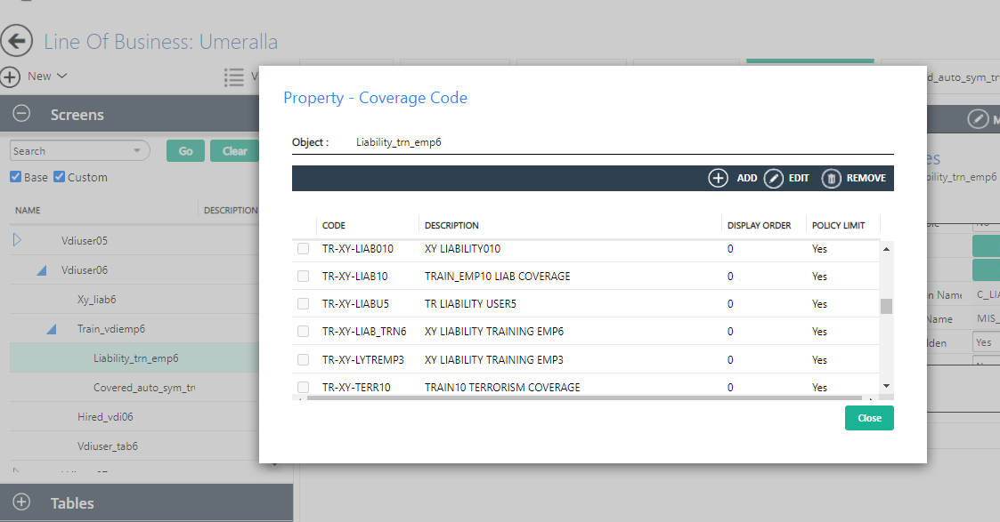 Line Of Business: Umeralla
New
V
Screens
Search
Go
Clear
Base
Custom
NAME
DESCRIPTION
Vdiuser05
Vdiuser06
Xy_liab6
Train_vdiemp6
Liability_trn_emp6
Covered_auto_sym_tr
Hired_vdi06
Vdiuser_tab6
Tables
Property - Coverage Code
Object : Liability_trn_emp6
ADD EDIT REMOVE
CODE DESCRIPTION DISPLAY ORDER POLICY LIMIT
TR-XY-LIAB010 XY LIABILITY010 0 Yes
TR-XY-LIAB10 TRAIN_EMP10 LIAB COVERAGE 0 Yes
TR-XY-LIABU5 TR LIABILITY USER5 0 Yes
TR-XY-LIAB_TRN6 XY LIABILITY TRAINING EMP6 0 Yes
TR-XY-LYTREMP3 XY LIABILITY TRAINING EMP3 0 Yes
TR-XY-TERR10 TRAIN10 TERRORISM COVERAGE 0 Yes
Close
d_auto_sym_tr
M
es
bility_trn_emp6
n Name C_LIA
Name MIS_
dden Yes